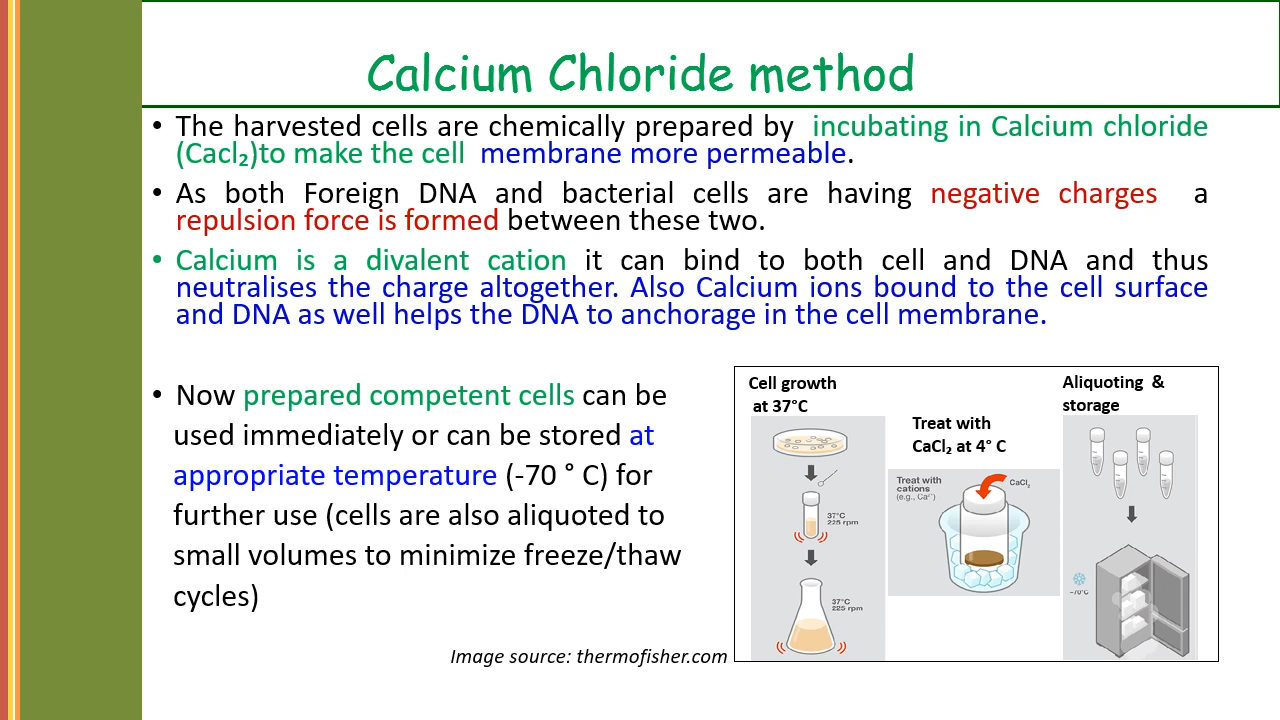 Calcium Chloride method
• The harvested cells are chemically prepared by incubating in Calcium chloride
(Cacl₂)to make the cell membrane more permeable.
• As both Foreign DNA and bacterial cells are having negative charges a
repulsion force is formed between these two.
• Calcium is a divalent cation it can bind to both cell and DNA and thus
neutralises the charge altogether. Also Calcium ions bound to the cell surface
and DNA as well helps the DNA to anchorage in the cell membrane.
• Now prepared competent cells can be
used immediately or can be stored at
appropriate temperature (-70 ° C) for
further use (cells are also aliquoted to
small volumes to minimize freeze/thaw
cycles)
Cell growth
at 37°C
37°C
225 rpm
37°C
225 rpm
Treat with
CaCl₂ at 4° C
Treat with
cations
(e.g., Ca²⁺)
CaCl₂
Aliquoting &
storage
−70°C
Image source: thermofisher.com